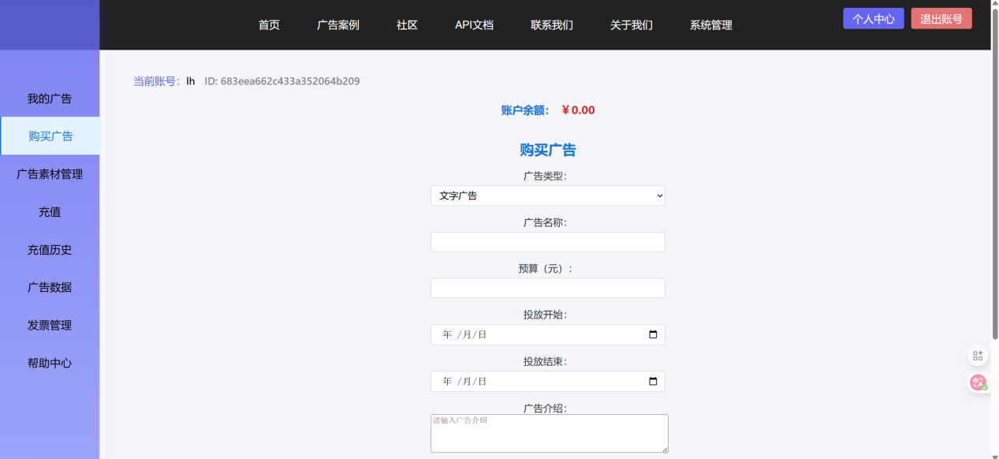 首页 广告案例 社区 API文档 联系我们 关于我们 系统管理 个人中心 退出账号
我的广告
购买广告
广告素材管理
充值
充值历史
广告数据
发票管理
帮助中心
当前账号：lh ID: 683eea662c433a352064b209
账户余额： ¥0.00
购买广告
广告类型：
文字广告
广告名称：
预算（元）：
投放开始：
年 /月/日
投放结束：
年 /月/日
广告介绍：
请输入广告介绍
中
A